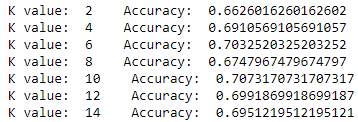 K value:  2    Accuracy:  0.6626016260162602
K value:  4    Accuracy:  0.6910569105691057
K value:  6    Accuracy:  0.7032520325203252
K value:  8    Accuracy:  0.6747967479674797
K value:  10    Accuracy:  0.7073170731707317
K value:  12    Accuracy:  0.6991869918699187
K value:  14    Accuracy:  0.6951219512195121